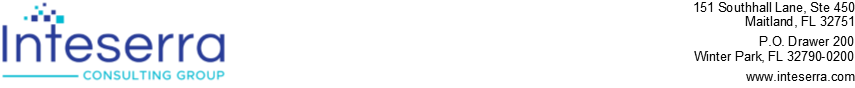 Inteserra
CONSULTING GROUP
151 Southhall Lane, Ste 450
Maitland, FL 32751
P.O. Drawer 200
Winter Park, FL 32790-0200
www.inteserra.com